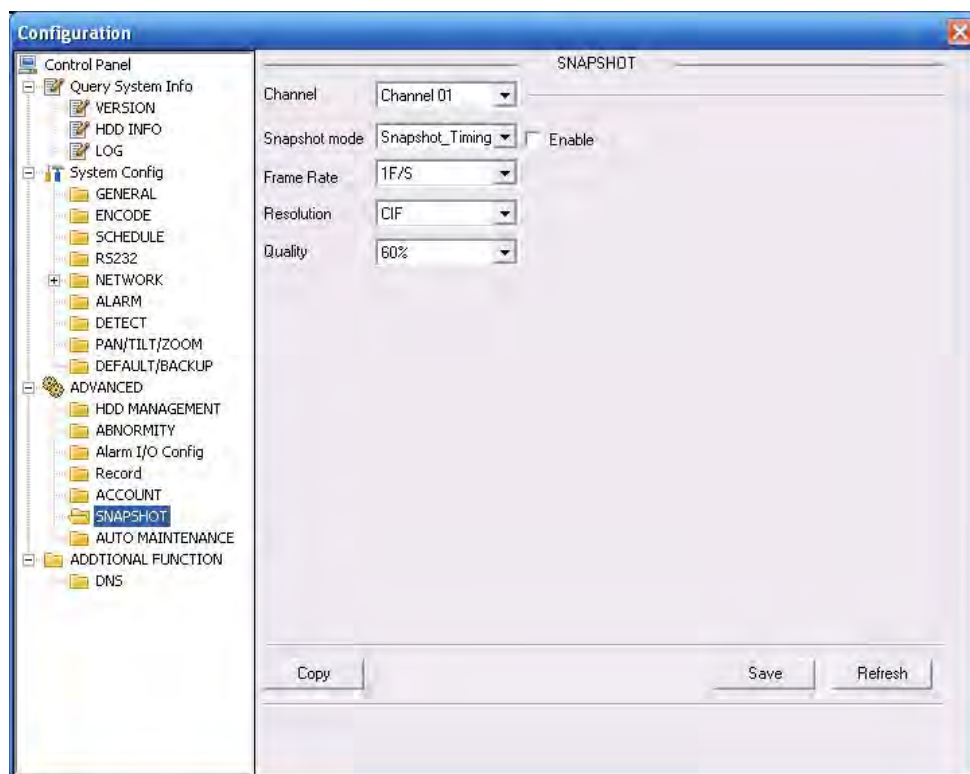 Configuration
Control Panel
Query System Info
VERSION
HDD INFO
LOG
System Config
GENERAL
ENCODE
SCHEDULE
RS232
NETWORK
ALARM
DETECT
PAN/TILT/ZOOM
DEFAULT/BACKUP
ADVANCED
HDD MANAGEMENT
ABNORMITY
Alarm I/O Config
Record
ACCOUNT
SNAPSHOT
AUTO MAINTENANCE
ADDTIONAL FUNCTION
DNS
SNAPSHOT
Channel Channel 01
Snapshot mode Snapshot_Timing Enable
Frame Rate 1F/S
Resolution CIF
Quality 60%
Copy Save Refresh